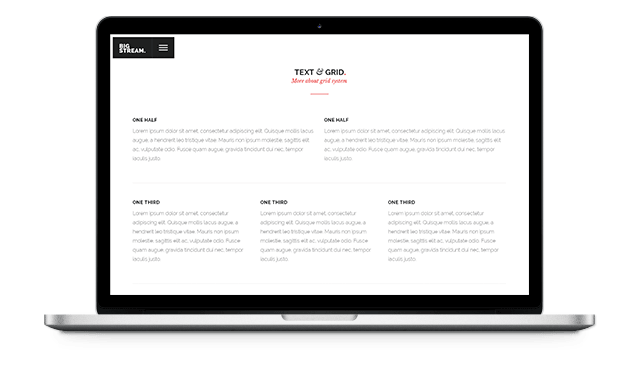 BIG
STREAM.
TEXT & GRID.
More about grid system
ONE HALF
Lorem ipsum dolor sit amet, consectetur adipiscing elit. Quisque mollis lacus
augue, a hendrerit leo tristique vitae. Mauris non ipsum molestie, sagittis elit
ac, vulputate odio. Fusce quam augue, gravida tincidunt dui nec, tempor
iaculis justo.
ONE HALF
Lorem ipsum dolor sit amet, consectetur adipiscing elit. Quisque mollis lacus
augue, a hendrerit leo tristique vitae. Mauris non ipsum molestie, sagittis elit
ac, vulputate odio. Fusce quam augue, gravida tincidunt dui nec, tempor
iaculis justo.
ONE THIRD
Lorem ipsum dolor sit amet, consectetur
adipiscing elit. Quisque mollis lacus augue, a
hendrerit leo tristique vitae. Mauris non ipsum
molestie, sagittis elit ac, vulputate odio. Fusce
quam augue, gravida tincidunt dui nec, tempor
iaculis justo.
ONE THIRD
Lorem ipsum dolor sit amet, consectetur
adipiscing elit. Quisque mollis lacus augue, a
hendrerit leo tristique vitae. Mauris non ipsum
molestie, sagittis elit ac, vulputate odio. Fusce
quam augue, gravida tincidunt dui nec, tempor
iaculis justo.
ONE THIRD
Lorem ipsum dolor sit amet, consectetur
adipiscing elit. Quisque mollis lacus augue, a
hendrerit leo tristique vitae. Mauris non ipsum
molestie, sagittis elit ac, vulputate odio. Fusce
quam augue, gravida tincidunt dui nec, tempor
iaculis justo.